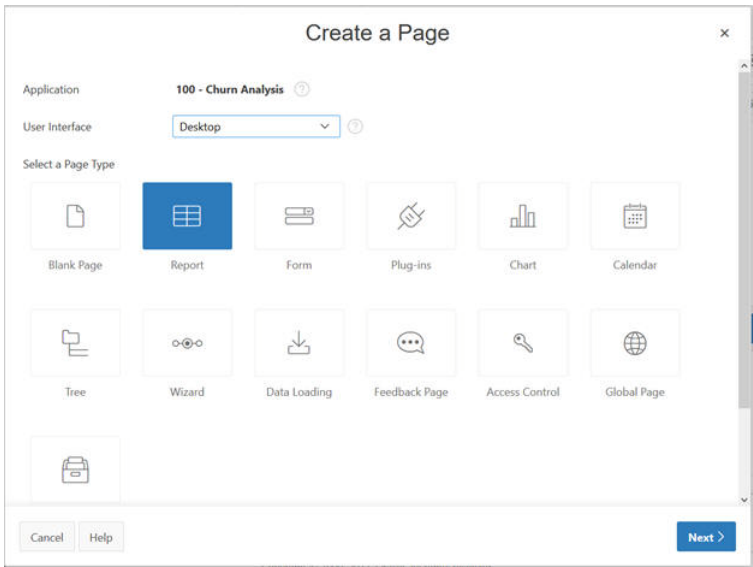 Create a Page
×
Application 100 - Churn Analysis ?
User Interface Desktop ?
Select a Page Type
Blank Page Report Form Plug-ins Chart Calendar
Tree Wizard Data Loading Feedback Page Access Control Global Page
Cancel Help Next >